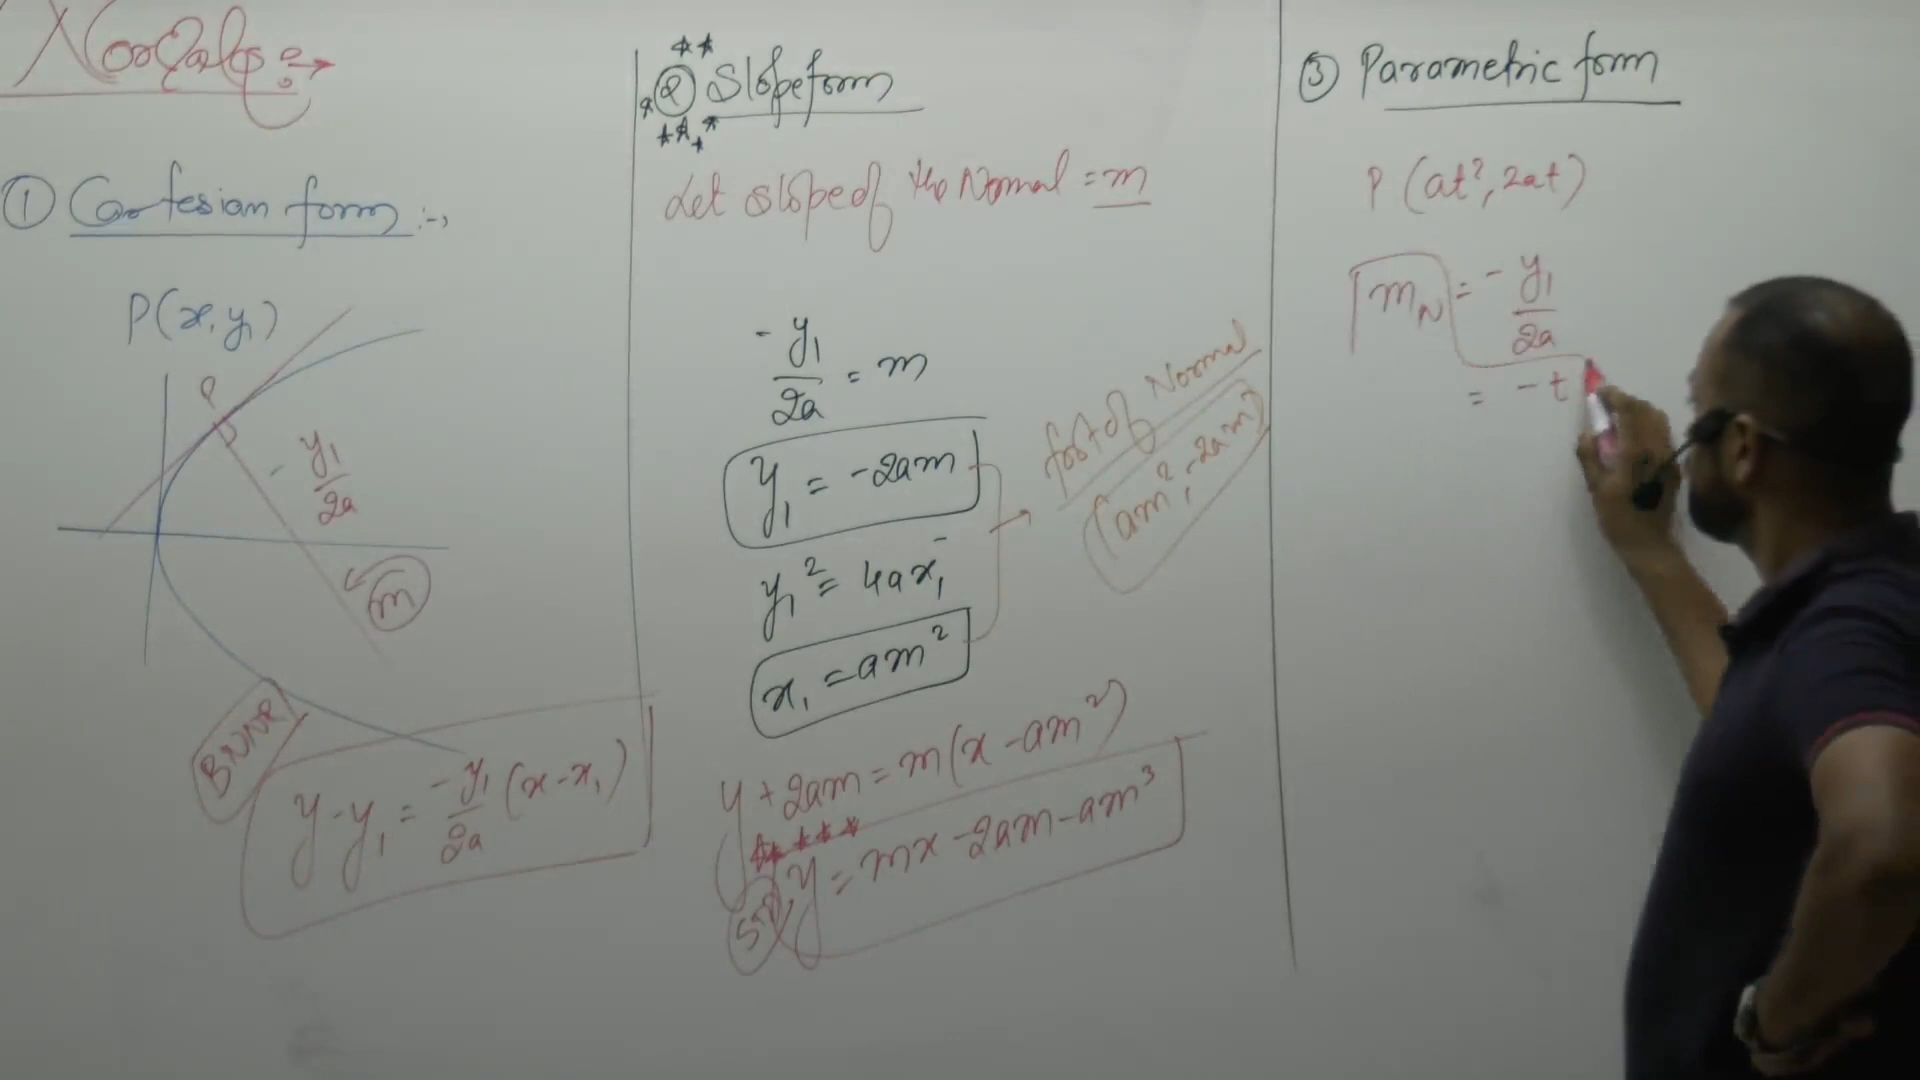 Normals :→
① Cartesian form :→
P(x₁, y₁)
P
- y₁/2a
m
BNNR
y - y₁ = -y₁/2a (x - x₁)
② Slope form
Let slope of the Normal = m
- y₁/2a = m
y₁ = -2am
y₁² = 4ax₁
x₁ = am²
foot of Normal
(am², -2am)
y + 2am = m(x - am²)
y = mx - 2am - am³
③ Parametric form
P (at², 2at)
m_N = - y₁/2a
= - t